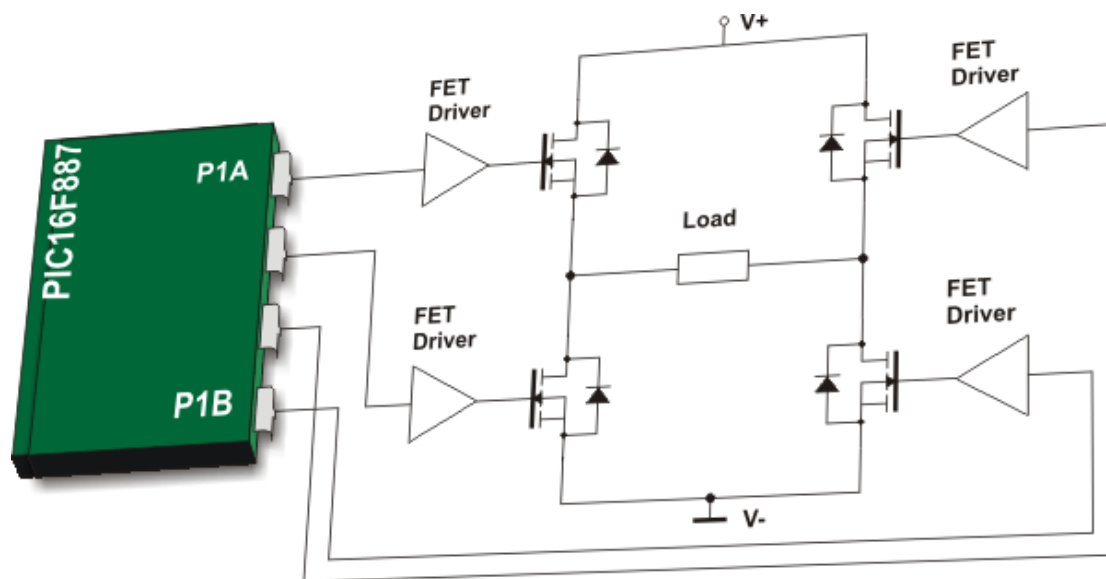 V+
FET
Driver
FET
Driver
PIC16F887
P1A
Load
FET
Driver
FET
Driver
P1B
V-